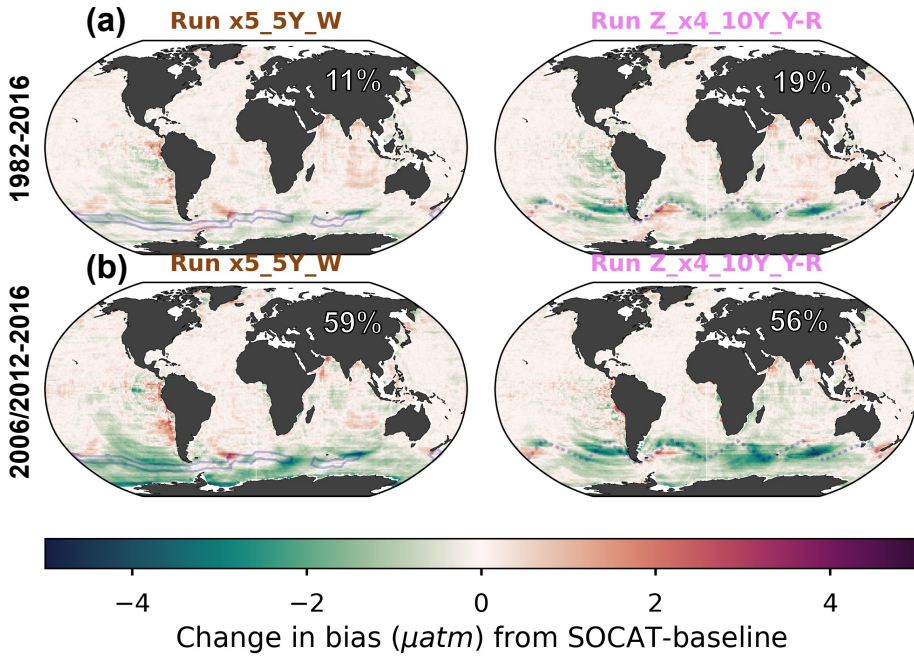 (a)
Run x5_5Y_W
Run Z_x4_10Y_Y-R
1982-2016
11%
19%
(b)
Run x5_5Y_W
Run Z_x4_10Y_Y-R
2006/2012-2016
59%
56%
−4 −2 0 2 4
Change in bias (μatm) from SOCAT-baseline